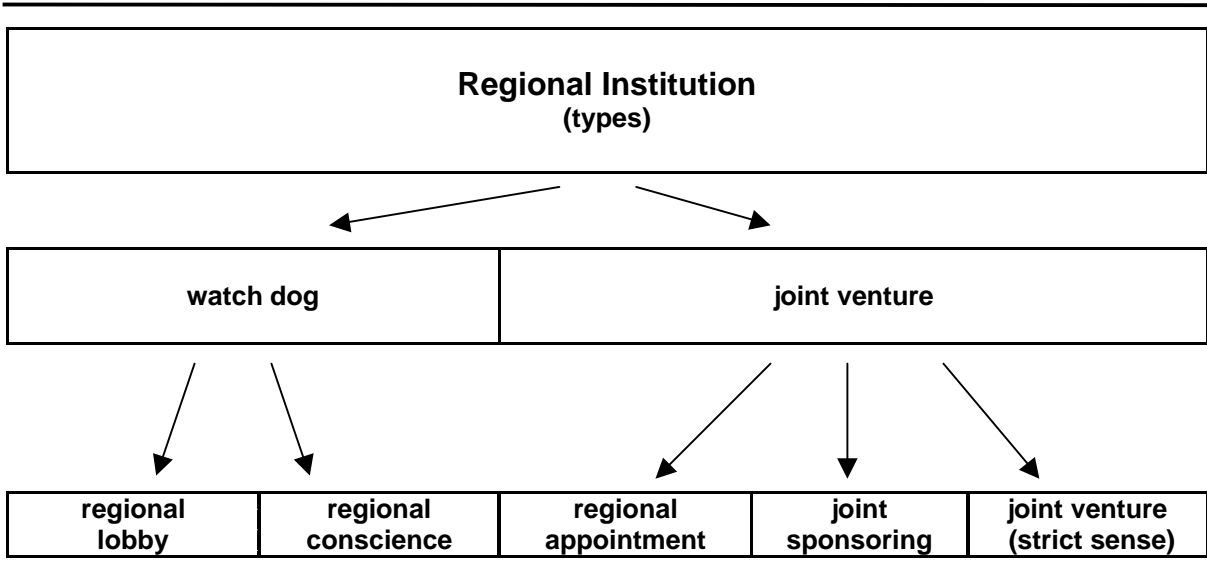 Regional Institution
(types)
watch dog
joint venture
regional
lobby
regional
conscience
regional
appointment
joint
sponsoring
joint venture
(strict sense)